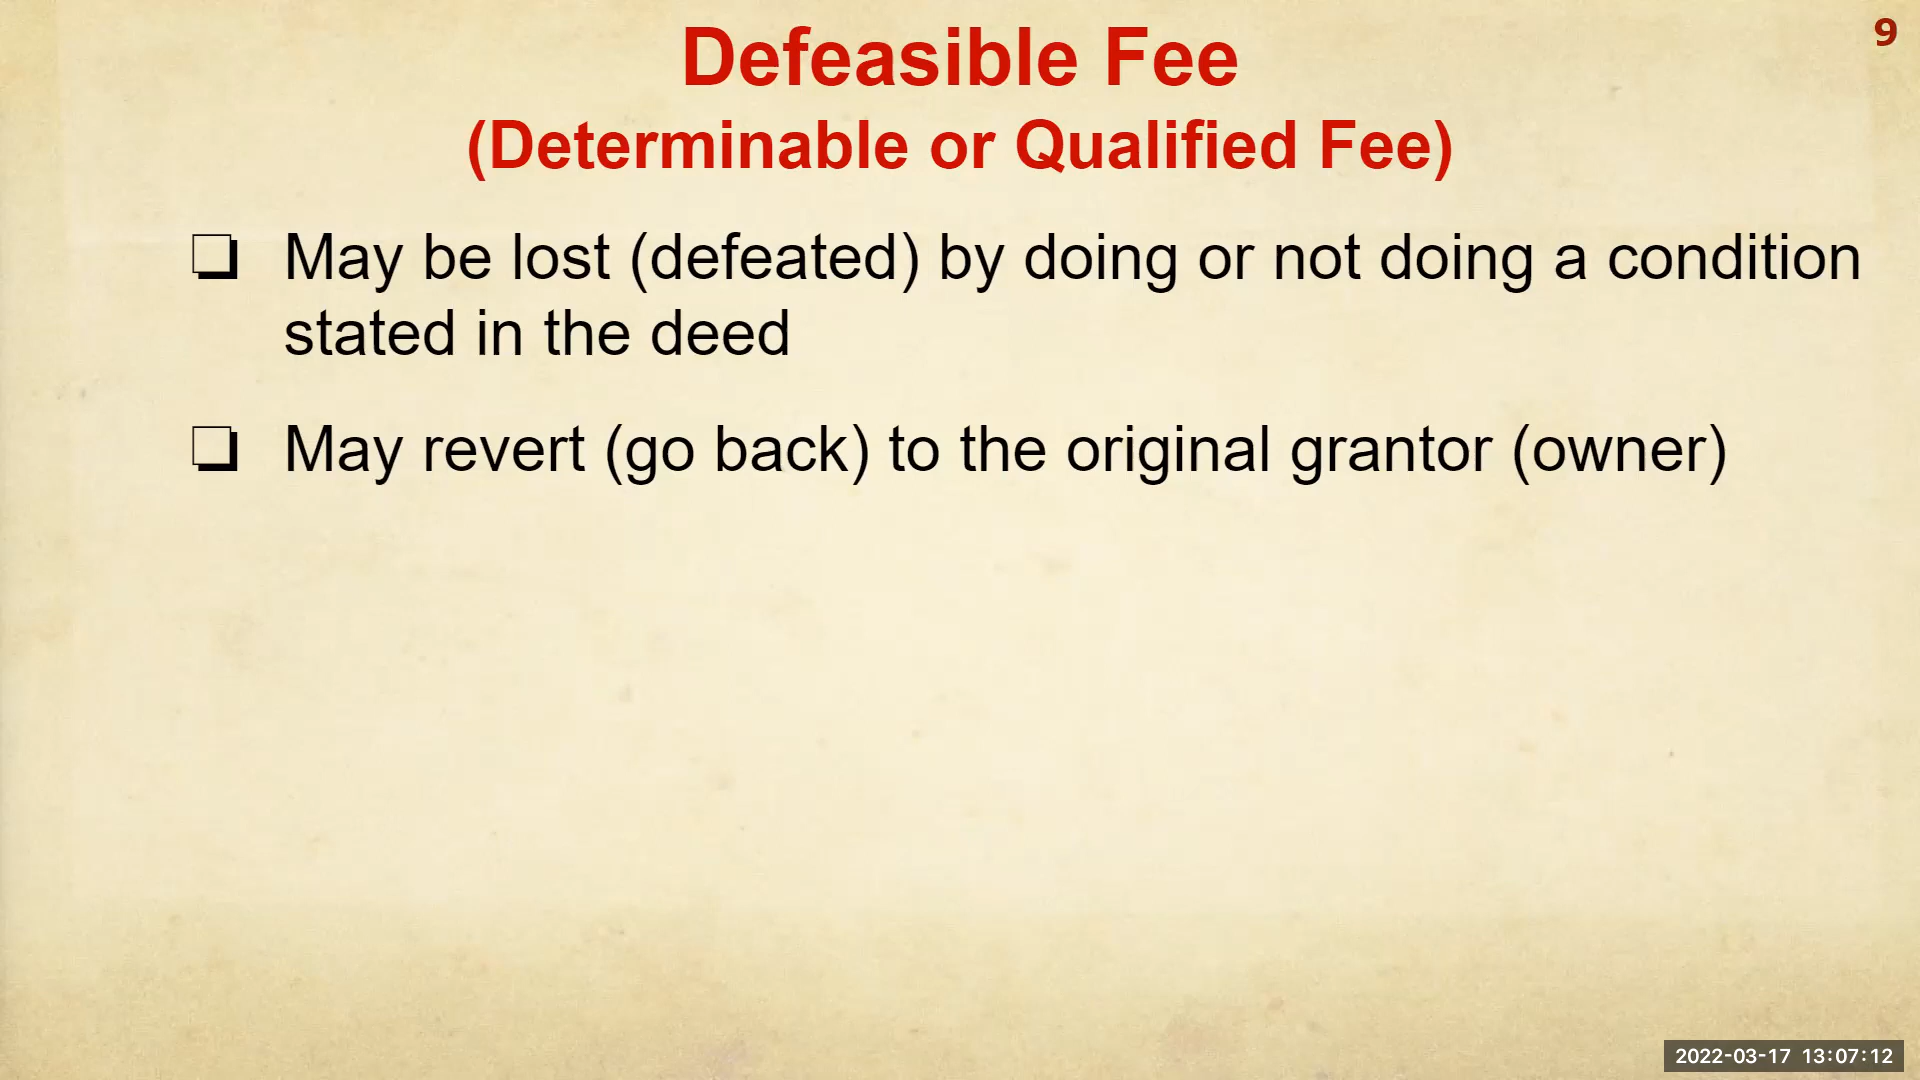 9
Defeasible Fee
(Determinable or Qualified Fee)
❏ May be lost (defeated) by doing or not doing a condition
stated in the deed
❏ May revert (go back) to the original grantor (owner)
2022-03-17 13:07:12